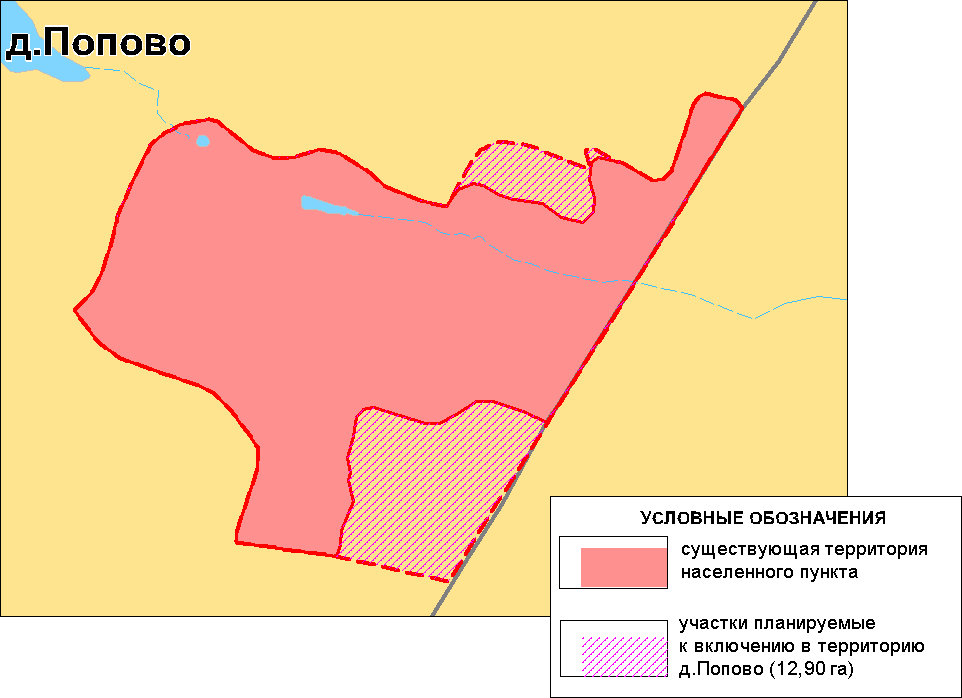 д.Попово
УСЛОВНЫЕ ОБОЗНАЧЕНИЯ
существующая территория
населенного пункта
участки планируемые
к включению в территорию
д.Попово (12,90 га)